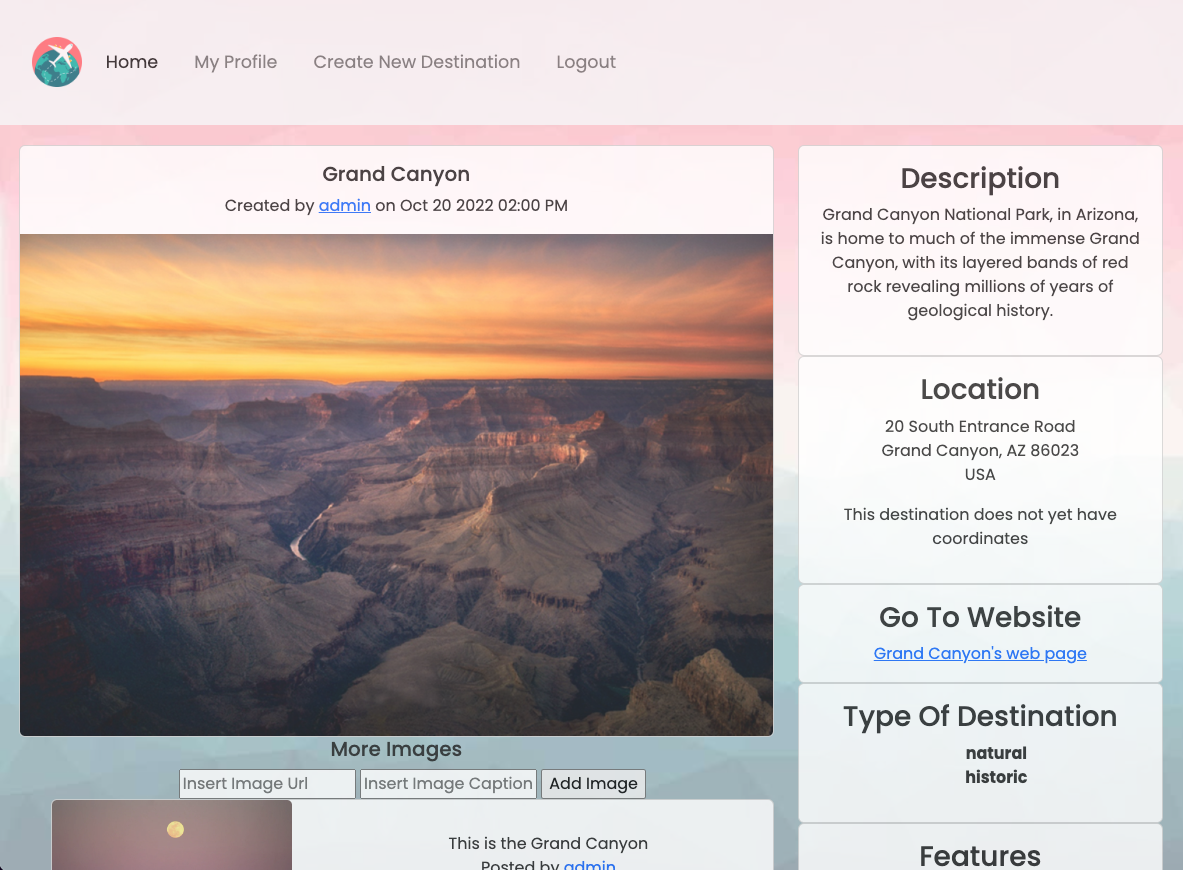 Home My Profile Create New Destination Logout
Grand Canyon
Created by admin on Oct 20 2022 02:00 PM
More Images
Insert Image Url Insert Image Caption Add Image
This is the Grand Canyon
Posted by admin
Description
Grand Canyon National Park, in Arizona,
is home to much of the immense Grand
Canyon, with its layered bands of red
rock revealing millions of years of
geological history.
Location
20 South Entrance Road
Grand Canyon, AZ 86023
USA
This destination does not yet have
coordinates
Go To Website
Grand Canyon's web page
Type Of Destination
natural
historic
Features